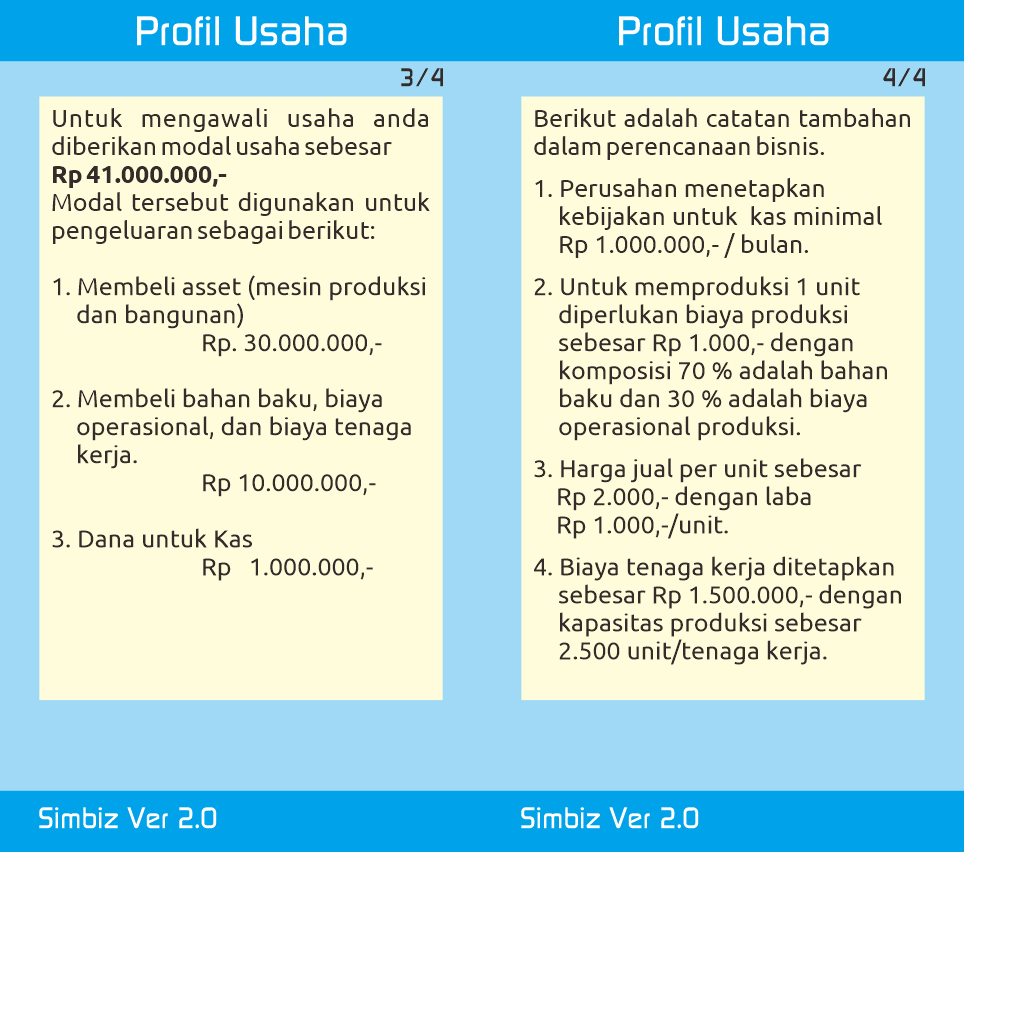 Profil Usaha
3/4
Untuk mengawali usaha anda
diberikan modal usaha sebesar
Rp 41.000.000,-
Modal tersebut digunakan untuk
pengeluaran sebagai berikut:
1. Membeli asset (mesin produksi
dan bangunan)
Rp. 30.000.000,-
2. Membeli bahan baku, biaya
operasional, dan biaya tenaga
kerja.
Rp 10.000.000,-
3. Dana untuk Kas
Rp 1.000.000,-
Simbiz Ver 2.0
Profil Usaha
4/4
Berikut adalah catatan tambahan
dalam perencanaan bisnis.
1. Perusahan menetapkan
kebijakan untuk kas minimal
Rp 1.000.000,- / bulan.
2. Untuk memproduksi 1 unit
diperlukan biaya produksi
sebesar Rp 1.000,- dengan
komposisi 70 % adalah bahan
baku dan 30 % adalah biaya
operasional produksi.
3. Harga jual per unit sebesar
Rp 2.000,- dengan laba
Rp 1.000,-/unit.
4. Biaya tenaga kerja ditetapkan
sebesar Rp 1.500.000,- dengan
kapasitas produksi sebesar
2.500 unit/tenaga kerja.
Simbiz Ver 2.0